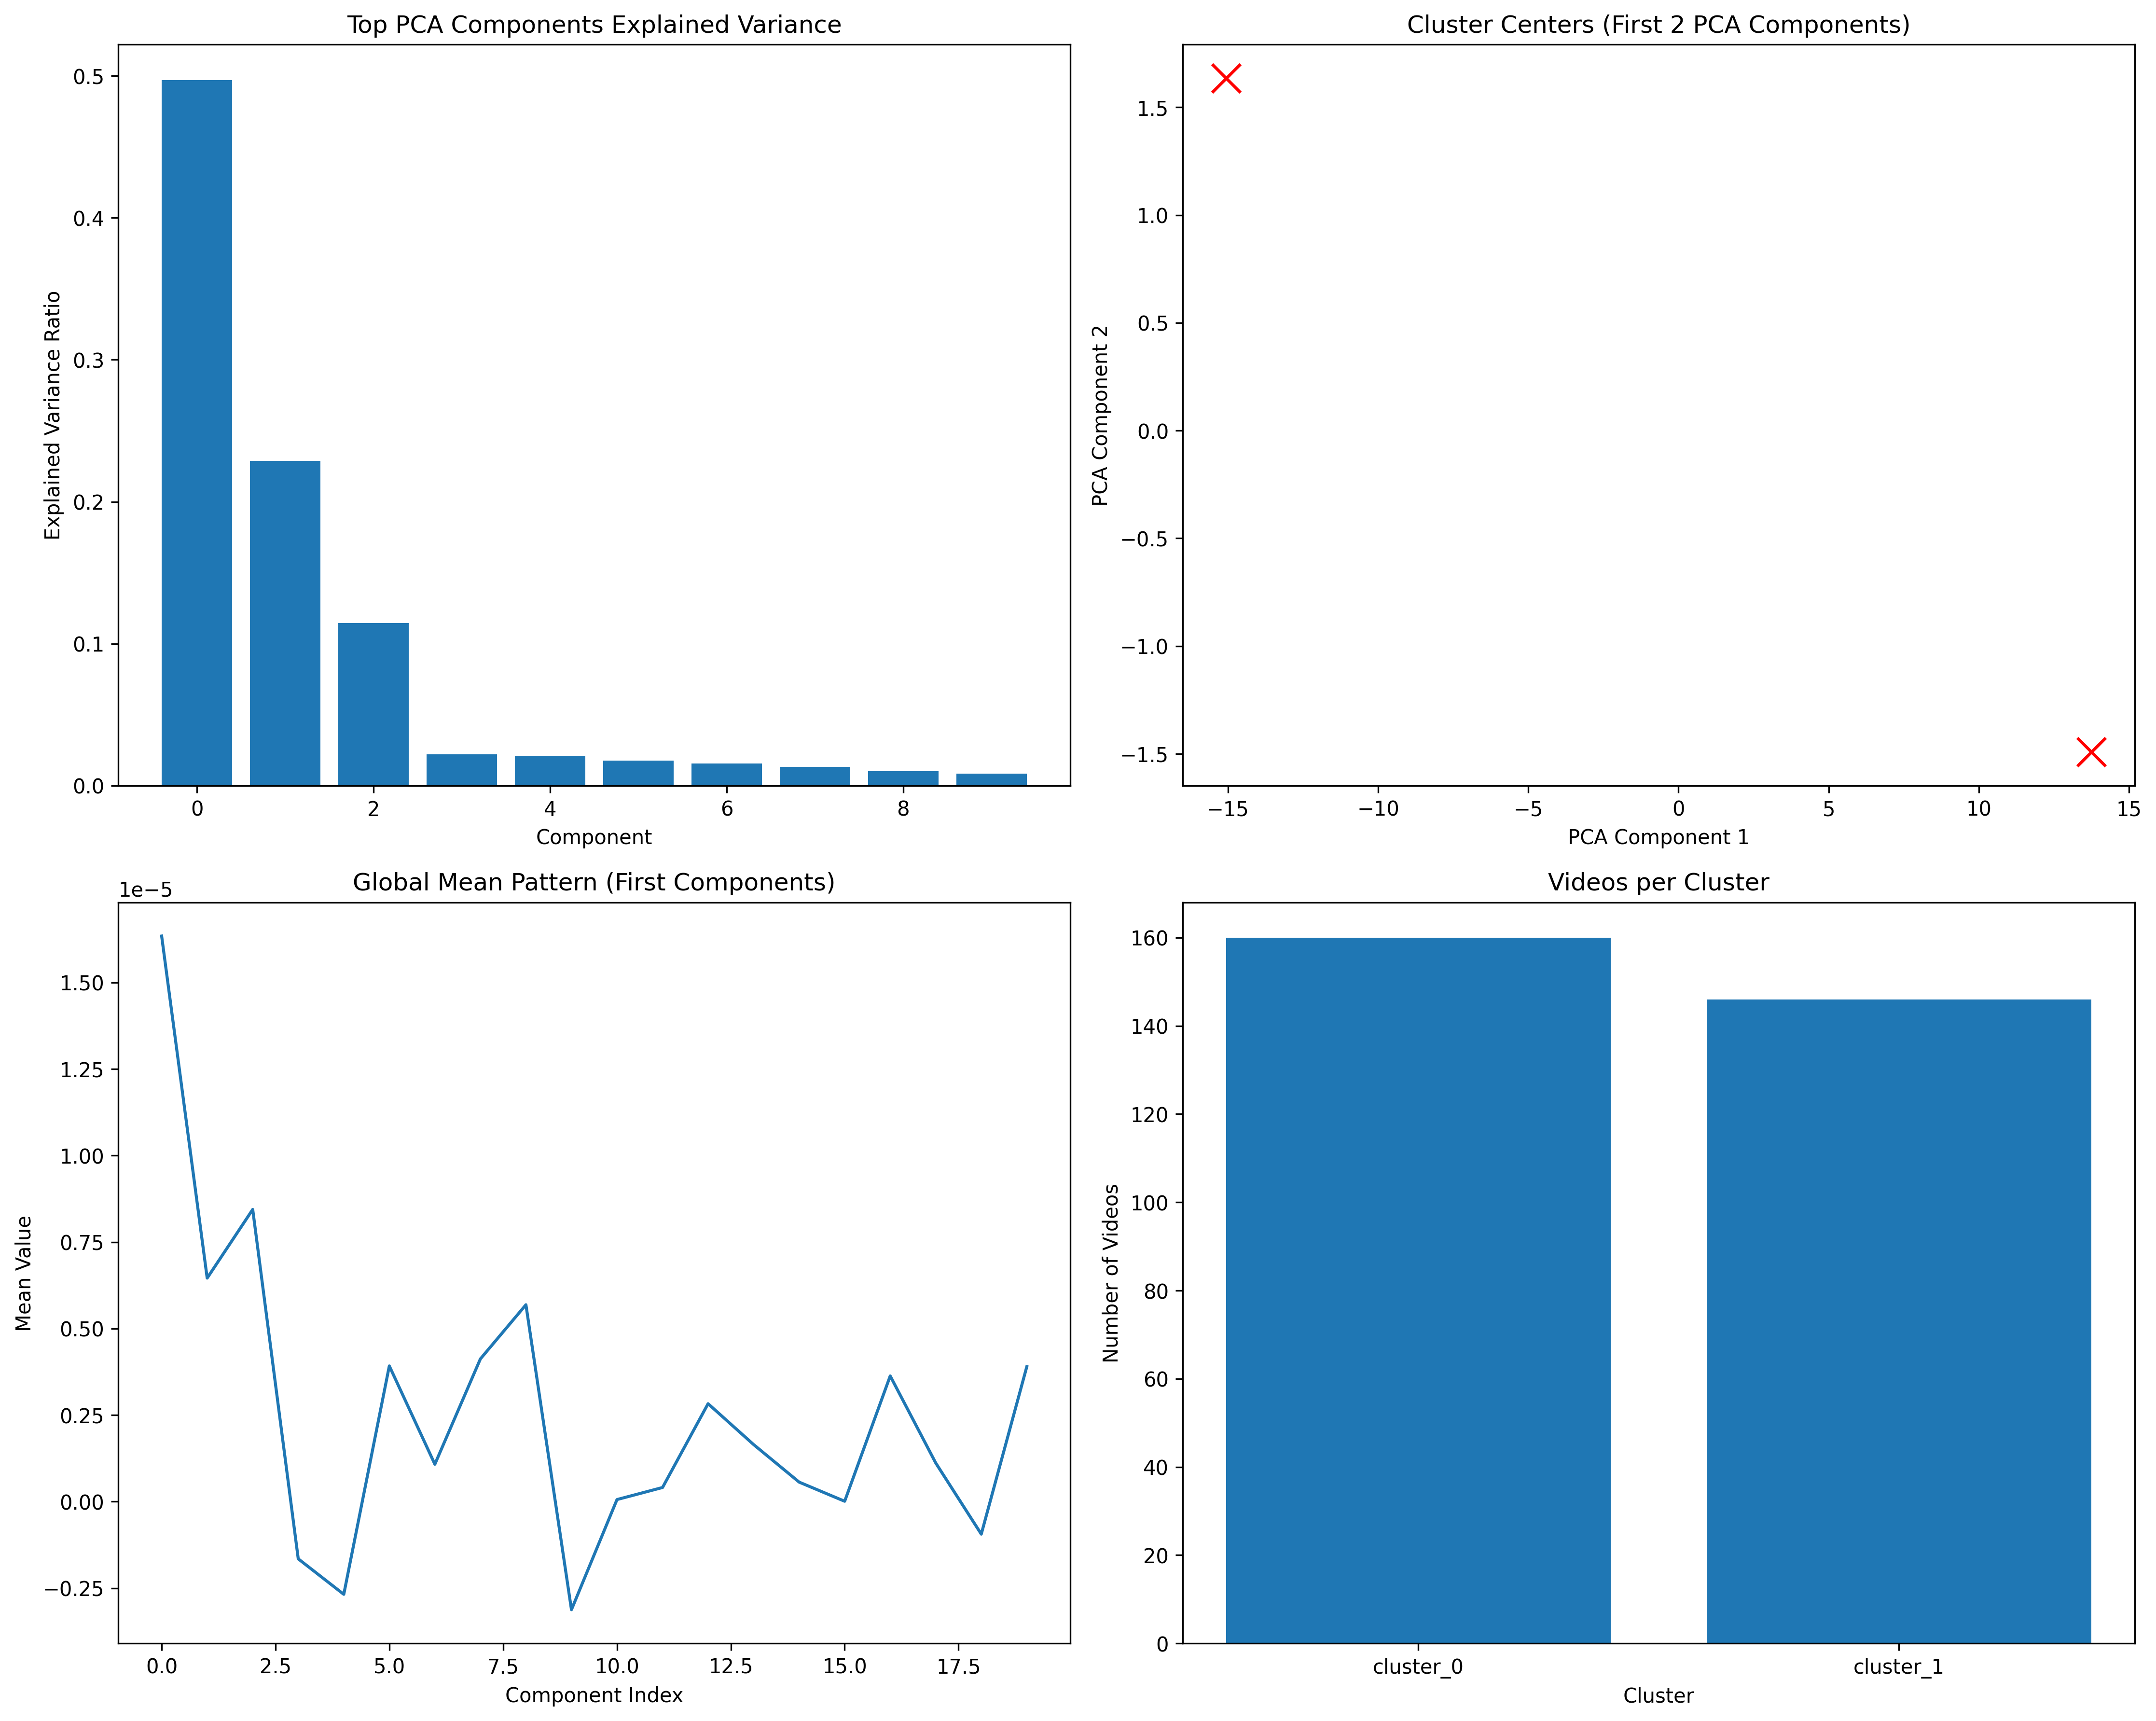 Top PCA Components Explained Variance
0.5
0.4
0.3
0.2
0.1
0.0
Explained Variance Ratio
0 2 4 6 8
Component
Cluster Centers (First 2 PCA Components)
1.5
1.0
0.5
0.0
−0.5
−1.0
−1.5
PCA Component 2
−15 −10 −5 0 5 10 15
PCA Component 1
Global Mean Pattern (First Components)
1e−5
1.50
1.25
1.00
0.75
0.50
0.25
0.00
−0.25
Mean Value
0.0 2.5 5.0 7.5 10.0 12.5 15.0 17.5
Component Index
Videos per Cluster
160
140
120
100
80
60
40
20
0
Number of Videos
cluster_0 cluster_1
Cluster